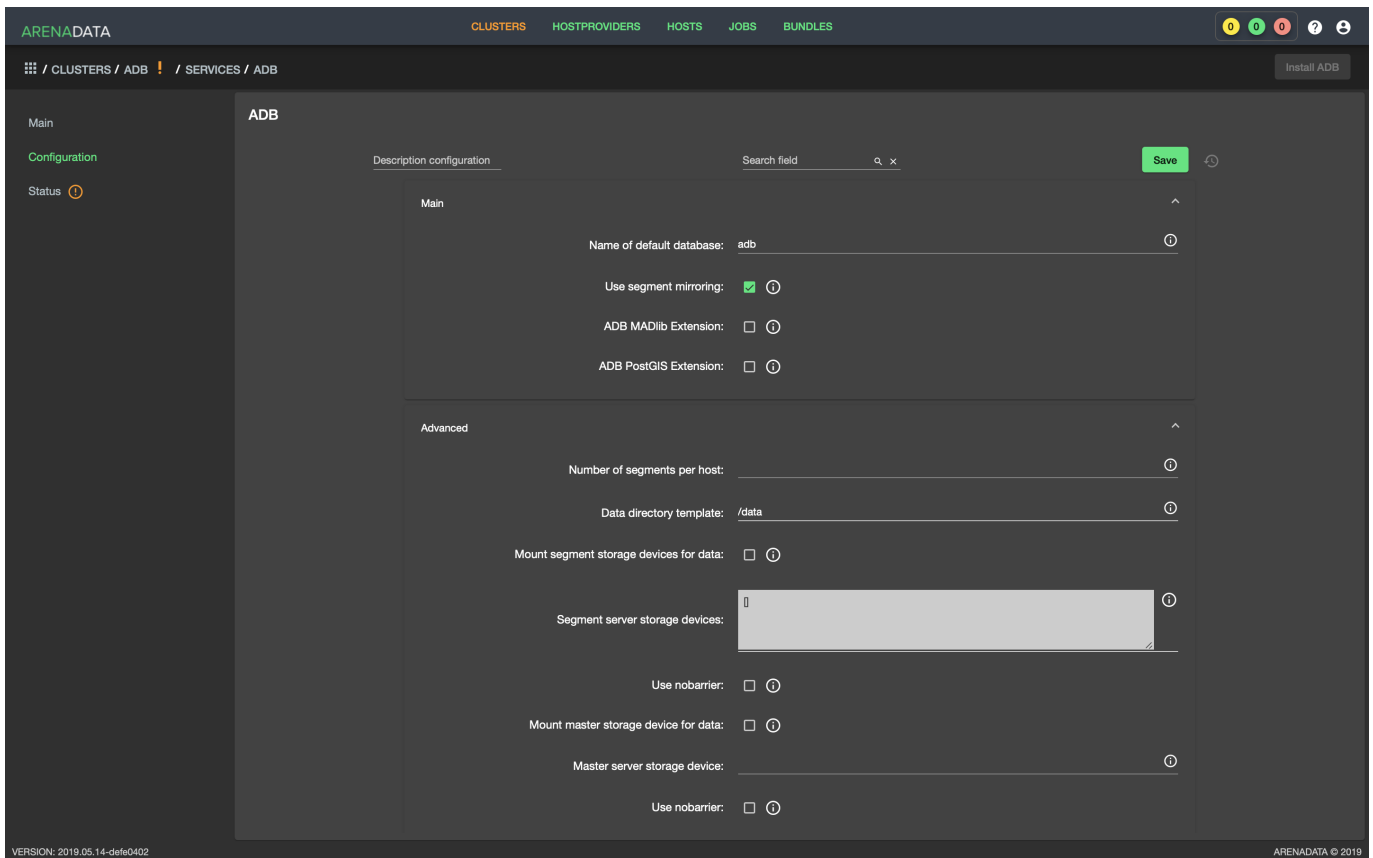 ARENADATA
CLUSTERS HOSTPROVIDERS HOSTS JOBS BUNDLES
0 0 0 ?
/ CLUSTERS / ADB ! / SERVICES / ADB
Install ADB
Main
Configuration
Status
ADB
Description configuration
Search field
Save
Main
Name of default database: adb
Use segment mirroring:
ADB MADlib Extension:
ADB PostGIS Extension:
Advanced
Number of segments per host:
Data directory template: /data
Mount segment storage devices for data:
Segment server storage devices: []
Use nobarrier:
Mount master storage device for data:
Master server storage device:
Use nobarrier:
VERSION: 2019.05.14-defe0402
ARENADATA © 2019